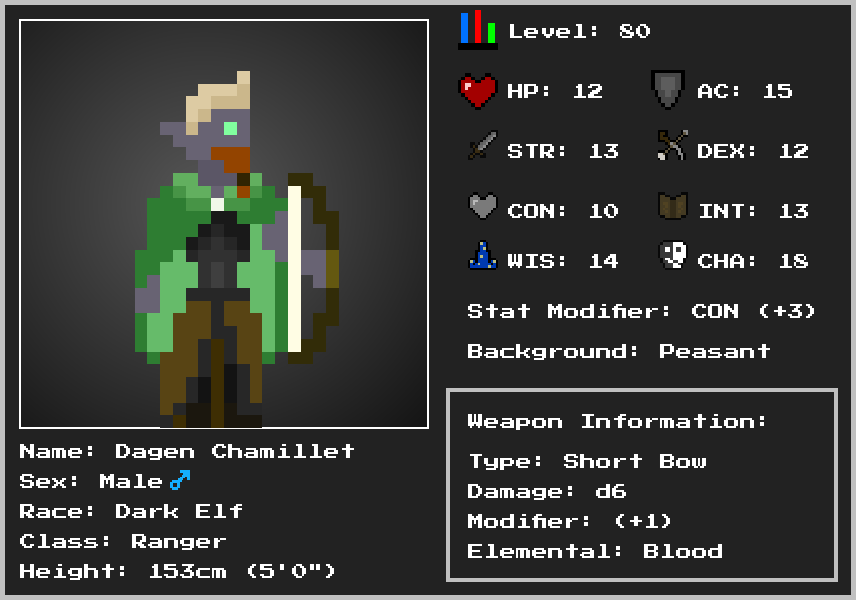 Level: 80
HP: 12 AC: 15
STR: 13 DEX: 12
CON: 10 INT: 13
WIS: 14 CHA: 18
Stat Modifier: CON (+3)
Background: Peasant
Weapon Information:
Type: Short Bow
Damage: d6
Modifier: (+1)
Elemental: Blood
Name: Dagen Chamillet
Sex: Male ♂
Race: Dark Elf
Class: Ranger
Height: 153cm (5'0")